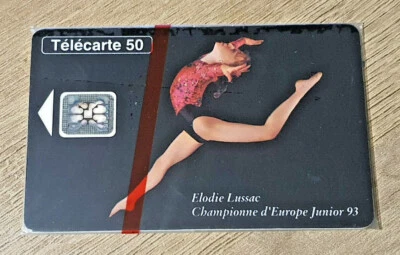 Télécarte 50
Elodie Lussac
Championne d'Europe Junior 93